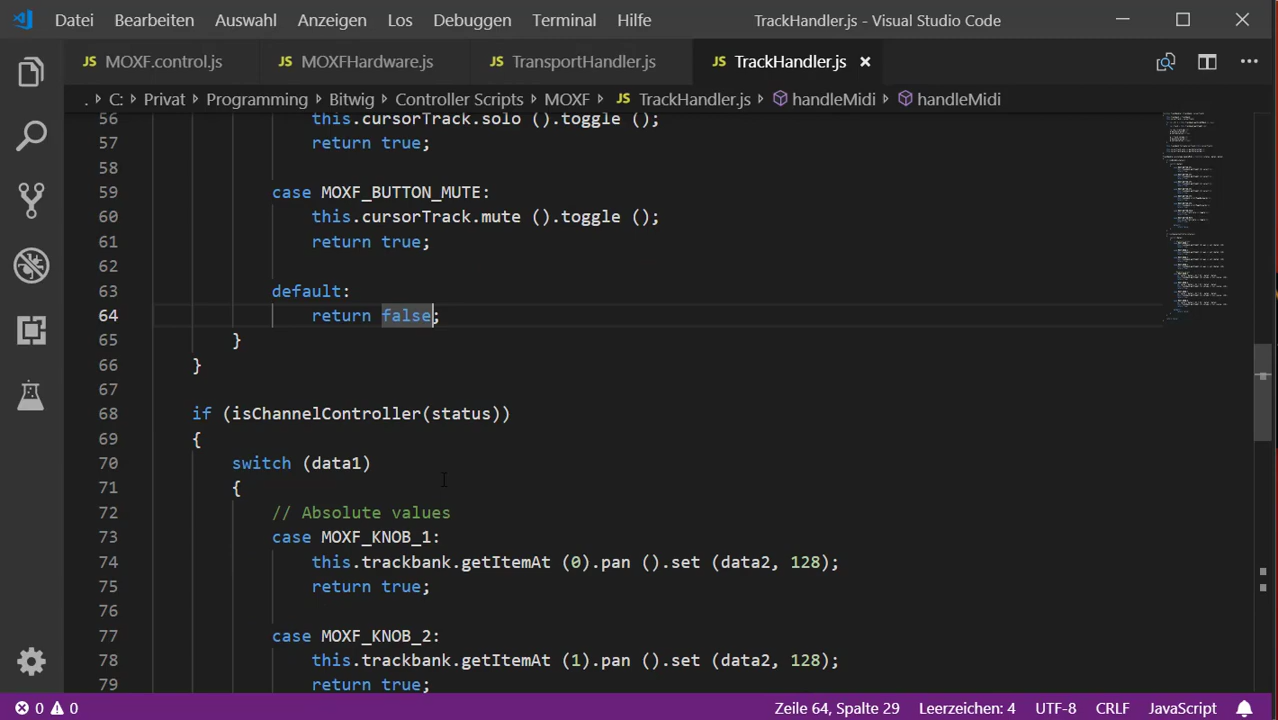 Datei Bearbeiten Auswahl Anzeigen Los Debuggen Terminal Hilfe TrackHandler.js - Visual Studio Code
JS MOXF.control.js JS MOXFHardware.js JS TransportHandler.js JS TrackHandler.js
. > C: > Privat > Programming > Bitwig > Controller Scripts > MOXF > JS TrackHandler.js > handleMidi > handleMidi
56 this.cursorTrack.solo ().toggle ();
57 return true;
58
59 case MOXF_BUTTON_MUTE:
60 this.cursorTrack.mute ().toggle ();
61 return true;
62
63 default:
64 return false;
65 }
66 }
67
68 if (isChannelController(status))
69 {
70 switch (data1)
71 {
72 // Absolute values
73 case MOXF_KNOB_1:
74 this.trackbank.getItemAt (0).pan ().set (data2, 128);
75 return true;
76
77 case MOXF_KNOB_2:
78 this.trackbank.getItemAt (1).pan ().set (data2, 128);
79 return true;
0 0 Zeile 64, Spalte 29 Leerzeichen: 4 UTF-8 CRLF JavaScript